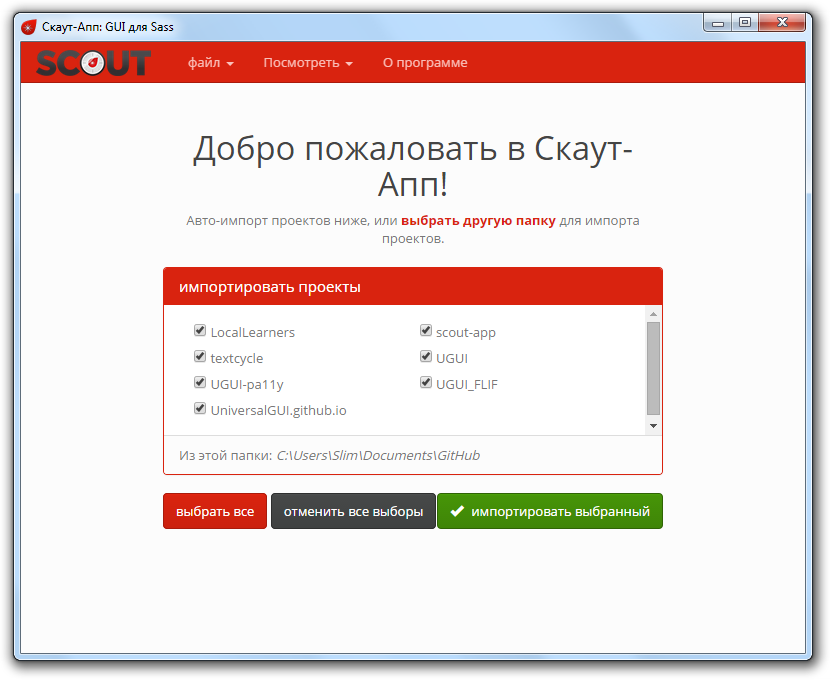 Скаут-Апп: GUI для Sass
SCOUT файл Посмотреть О программе
Добро пожаловать в Скаут-
Апп!
Авто-импорт проектов ниже, или выбрать другую папку для импорта
проектов.
импортировать проекты
LocalLearners scout-app
textcycle UGUI
UGUI-pa11y UGUI_FLIF
UniversalGUI.github.io
Из этой папки: C:\Users\Slim\Documents\GitHub
выбрать все отменить все выборы импортировать выбранный